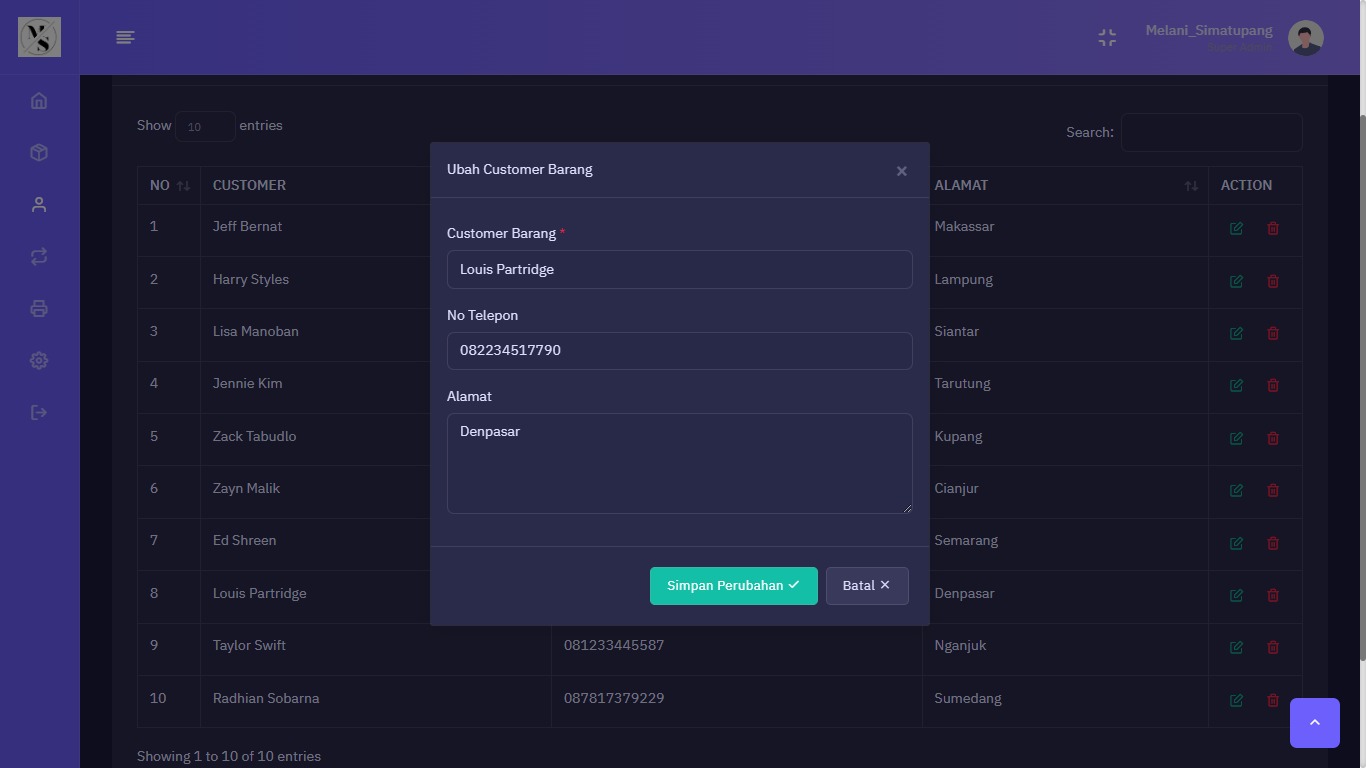 VS
Melani_Simatupang
Show 10 entries
Search:
NO CUSTOMER ALAMAT ACTION
1 Jeff Bernat Makassar
2 Harry Styles Lampung
3 Lisa Manoban Siantar
4 Jennie Kim Tarutung
5 Zack Tabudlo Kupang
6 Zayn Malik Cianjur
7 Ed Shreen Semarang
8 Louis Partridge Denpasar
9 Taylor Swift 081233445587 Nganjuk
10 Radhian Sobarna 087817379229 Sumedang
Showing 1 to 10 of 10 entries
Ubah Customer Barang ×
Customer Barang *
Louis Partridge
No Telepon
082234517790
Alamat
Denpasar
Simpan Perubahan ✓ Batal ✕